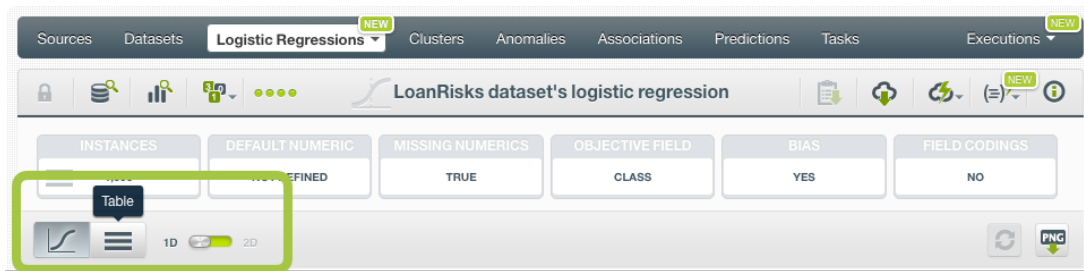 NEW NEW
Sources Datasets Logistic Regressions Clusters Anomalies Associations Predictions Tasks Executions
LoanRisks dataset's logistic regression (=) NEW
INSTANCES DEFAULT NUMERIC MISSING NUMERICS OBJECTIVE FIELD BIAS FIELD CODINGS
DEFINED TRUE CLASS YES NO
Table
1D 2D PNG